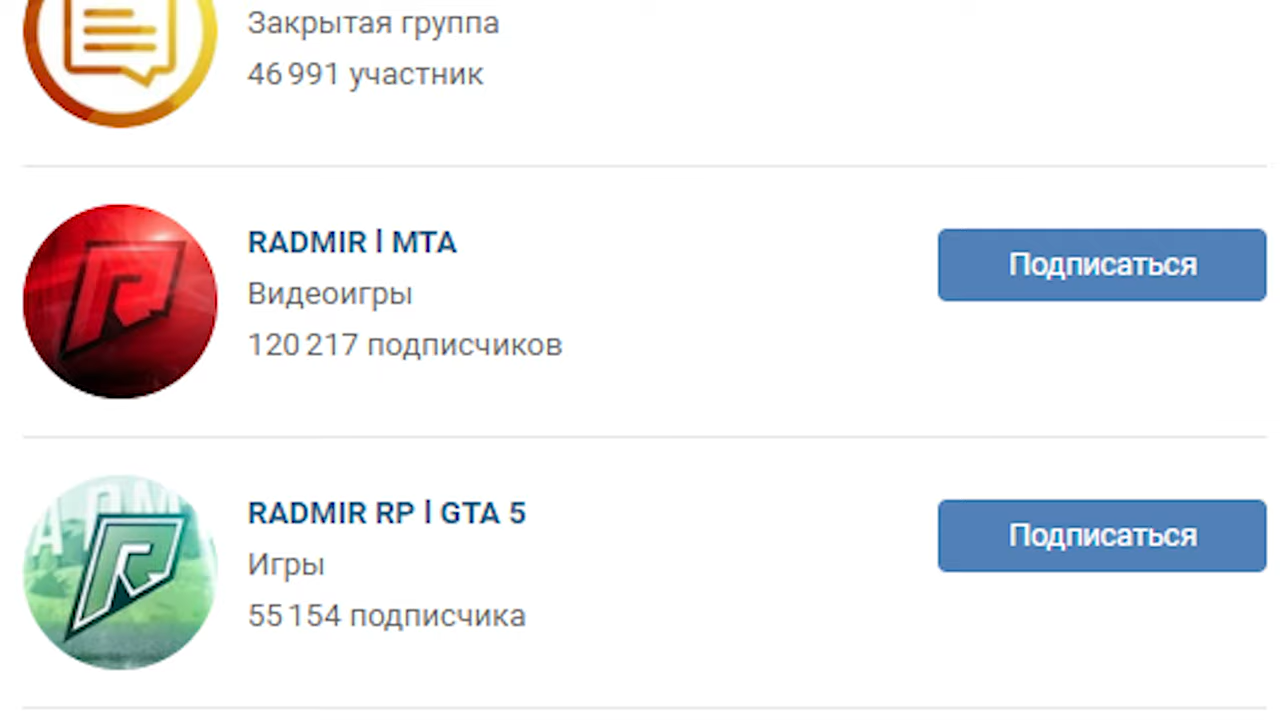 Закрытая группа
46 991 участник
RADMIR | MTA
Подписаться
Видеоигры
120 217 подписчиков
RADMIR RP | GTA 5
Подписаться
Игры
55 154 подписчика